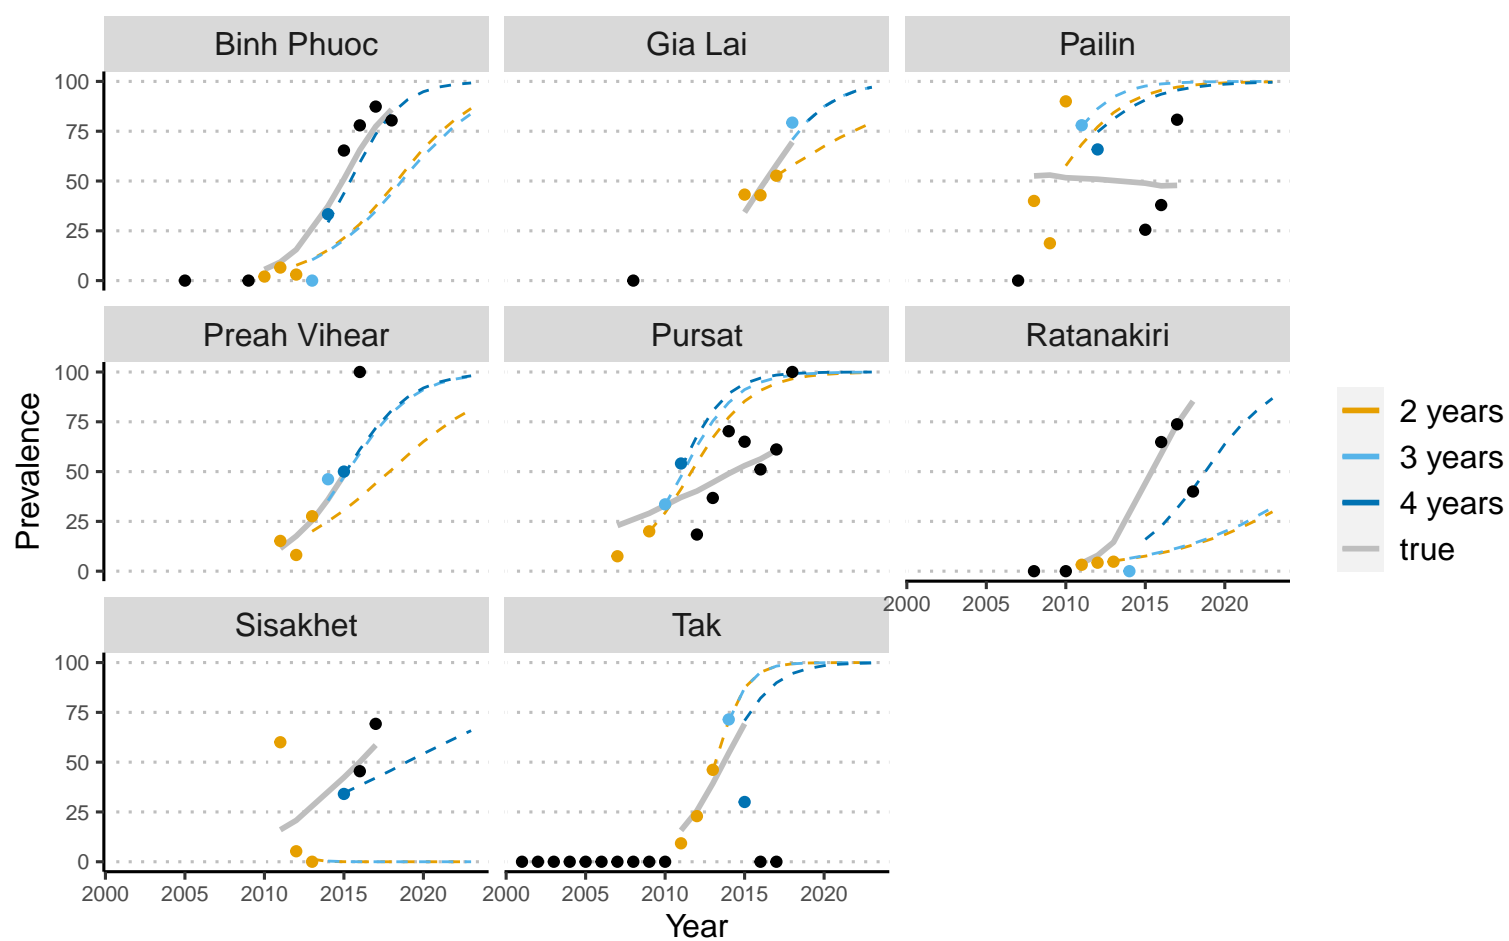 Binh Phuoc Gia Lai Pailin
100
75
50
25
0
Preah Vihear Pursat Ratanakiri
100
75
50
25
0
2000 2005 2010 2015 2020
Sisakhet Tak
100
75
50
25
0
2000 2005 2010 2015 2020 2000 2005 2010 2015 2020
Year
Prevalence
2 years
3 years
4 years
true